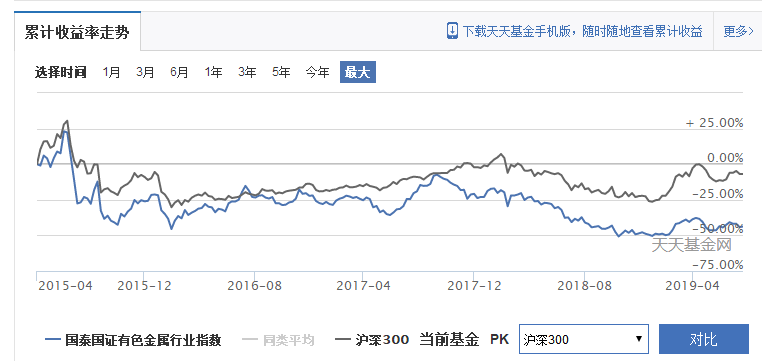 累计收益率走势
下载天天基金手机版，随时随地查看累计收益 更多>
选择时间 1月 3月 6月 1年 3年 5年 今年 最大
+ 25.00%
0.00%
-25.00%
-50.00%
天天基金网
-75.00%
2015-04 2015-12 2016-08 2017-04 2017-12 2018-08 2019-04
国泰国证有色金属行业指数 同类平均 沪深300 当前基金 PK 沪深300 对比